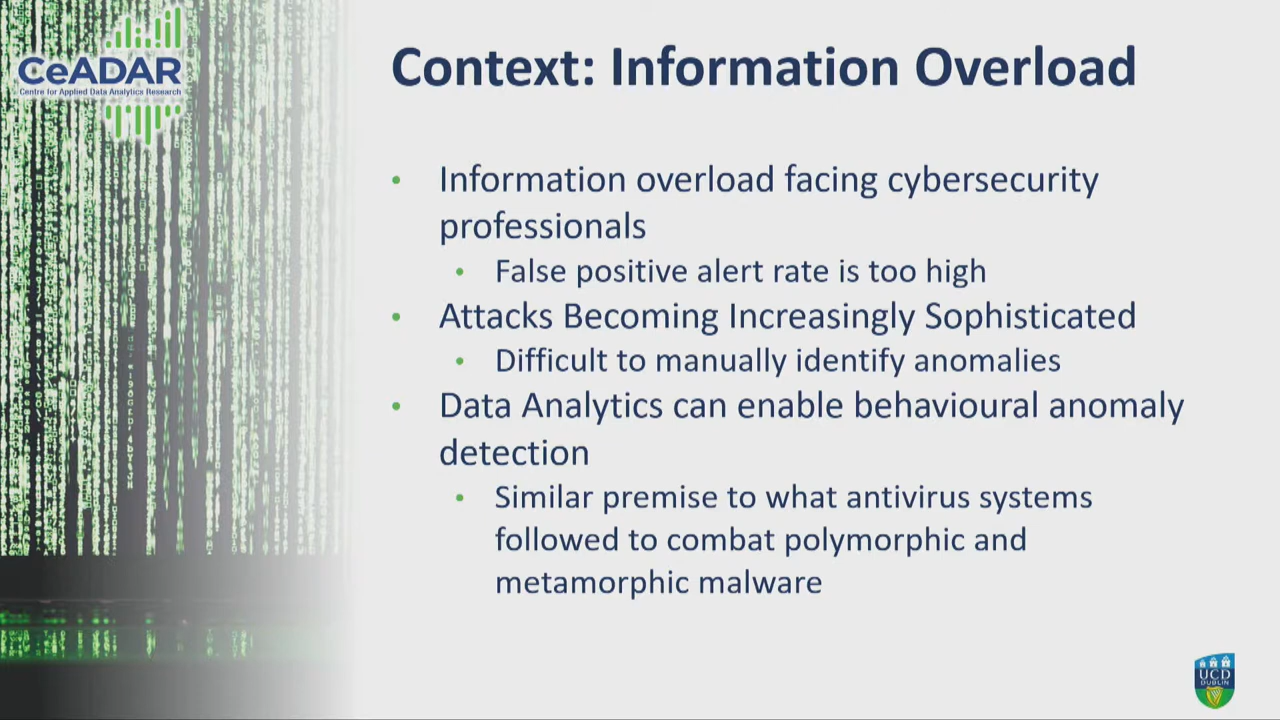 CeADAR
Centre for Applied Data Analytics Research
Context: Information Overload
• Information overload facing cybersecurity
professionals
• False positive alert rate is too high
• Attacks Becoming Increasingly Sophisticated
• Difficult to manually identify anomalies
• Data Analytics can enable behavioural anomaly
detection
• Similar premise to what antivirus systems
followed to combat polymorphic and
metamorphic malware
UCD
DUBLIN